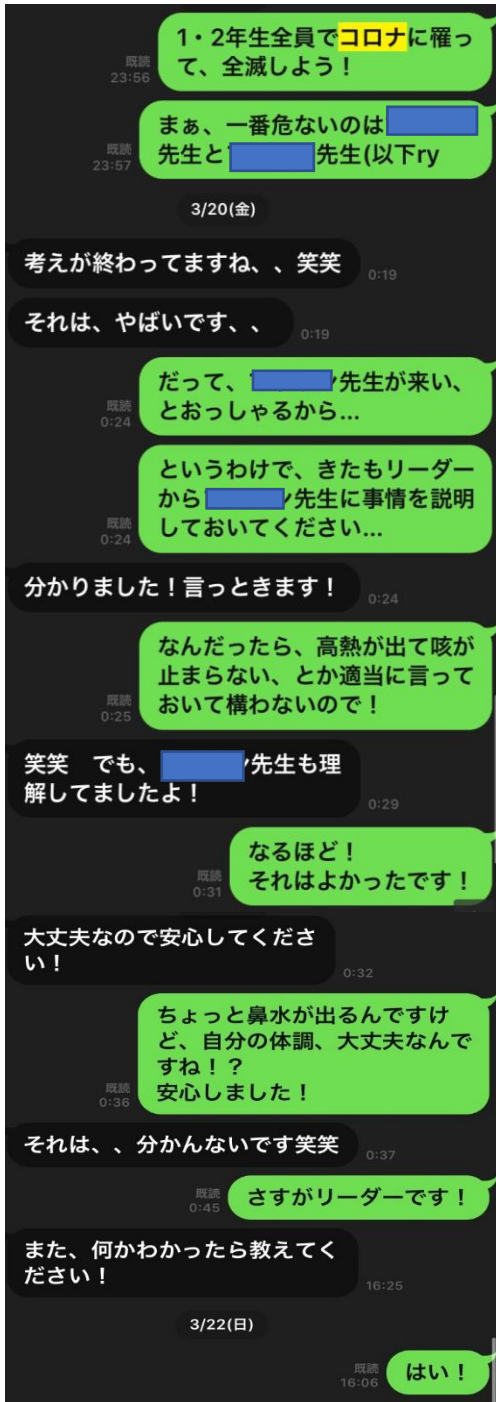 1・2年生全員でコロナに罹っ
て、全滅しよう！
既読
23:56
まぁ、一番危ないのは
先生と 先生(以下ry
既読
23:57
3/20(金)
考えが終わってますね、、笑笑
0:19
それは、やばいです、、
0:19
だって、 先生が来い、
とおっしゃるから...
既読
0:24
というわけで、きたもリーダー
から 先生に事情を説明
しておいてください...
既読
0:24
分かりました！言っときます！
0:24
なんだったら、高熱が出て咳が
止まらない、とか適当に言って
おいて構わないので！
既読
0:25
笑笑 でも、 先生も理
解してましたよ！
0:29
なるほど！
それはよかったです！
既読
0:31
大丈夫なので安心してくださ
い！
0:32
ちょっと鼻水が出るんですけ
ど、自分の体調、大丈夫なんで
すね！？
安心しました！
既読
0:36
それは、、分かんないです笑笑
0:37
さすがリーダーです！
既読
0:45
また、何かわかったら教えてく
ださい！
16:25
3/22(日)
はい！
既読
16:06